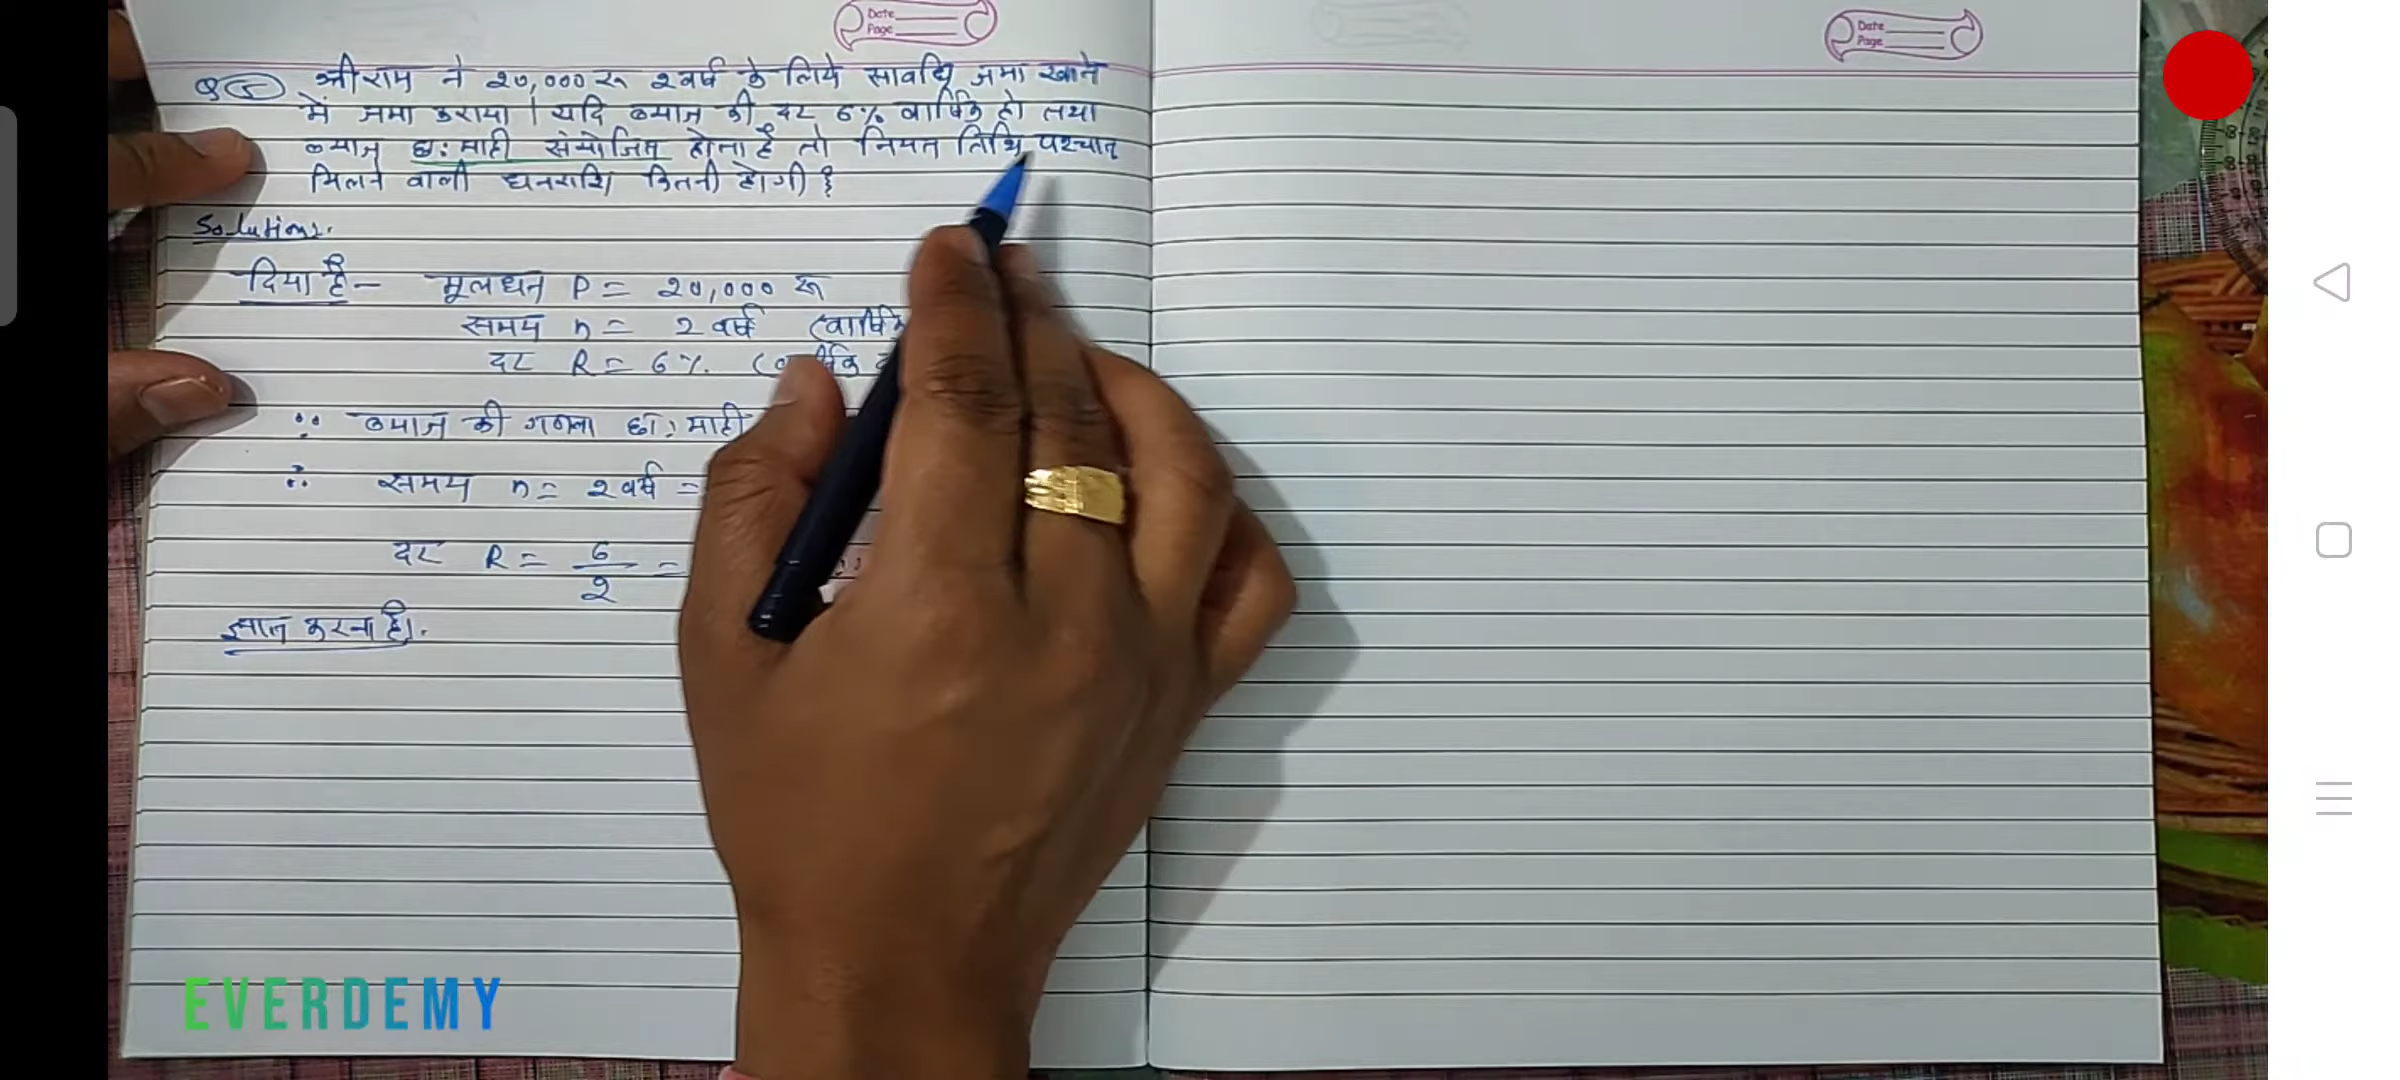 Date
Page
Date
Page
Q 5 श्रीराम ने 20,000 रू 2 वर्ष के लिये सावधि जमा खाते
में जमा कराया । यदि ब्याज की दर 6% वार्षिक हो तथा
ब्याज छ: माही संयोजित होता है तो नियत तिथि पश्चात्
मिलने वाली धनराशि कितनी होगी ?
Solution.
दिया है - मूलधन P = 20,000 रू
समय n = 2 वर्ष
दर R = 6%
∵ ब्याज की गणना छ: माही
∴ समय n = 2 वर्ष =
दर R = 6/2 =
ज्ञात करना है.
EVERDEMY